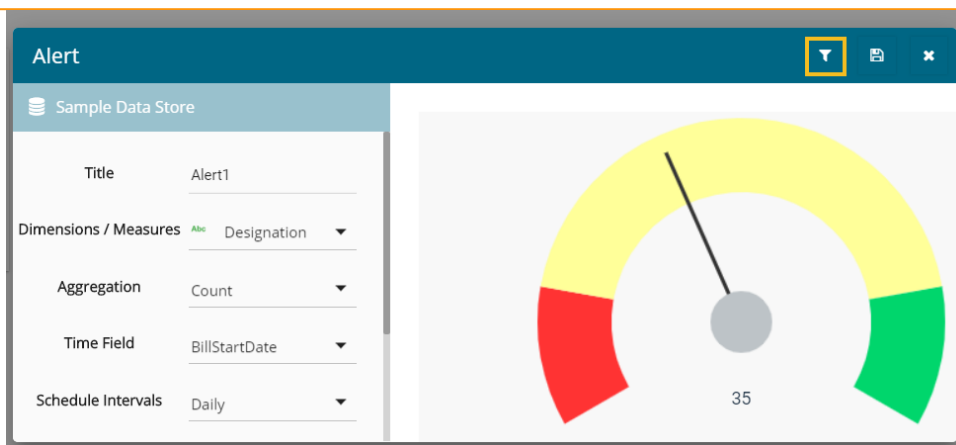 Alert
Sample Data Store
Title Alert1
Dimensions / Measures Abc Designation
Aggregation Count
Time Field BillStartDate
Schedule Intervals Daily
35